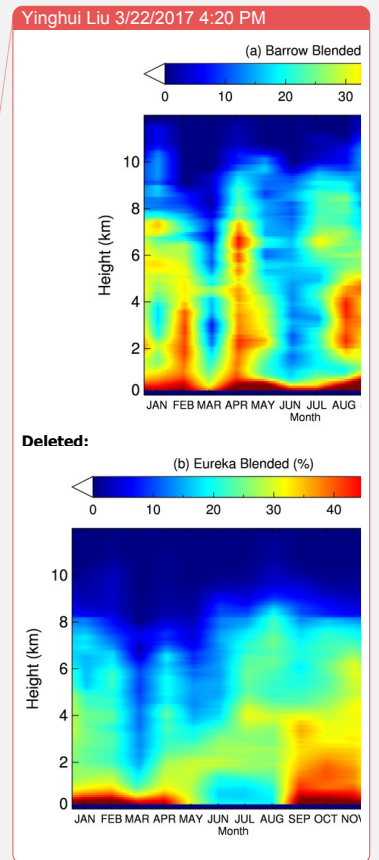 Yinghui Liu 3/22/2017 4:20 PM
(a) Barrow Blended
0 10 20 30
10
8
6
4
2
0
Height (km)
JAN FEB MAR APR MAY JUN JUL AUG
Month
Deleted:
(b) Eureka Blended (%)
0 10 20 30 40
10
8
6
4
2
0
Height (km)
JAN FEB MAR APR MAY JUN JUL AUG SEP OCT NOV
Month